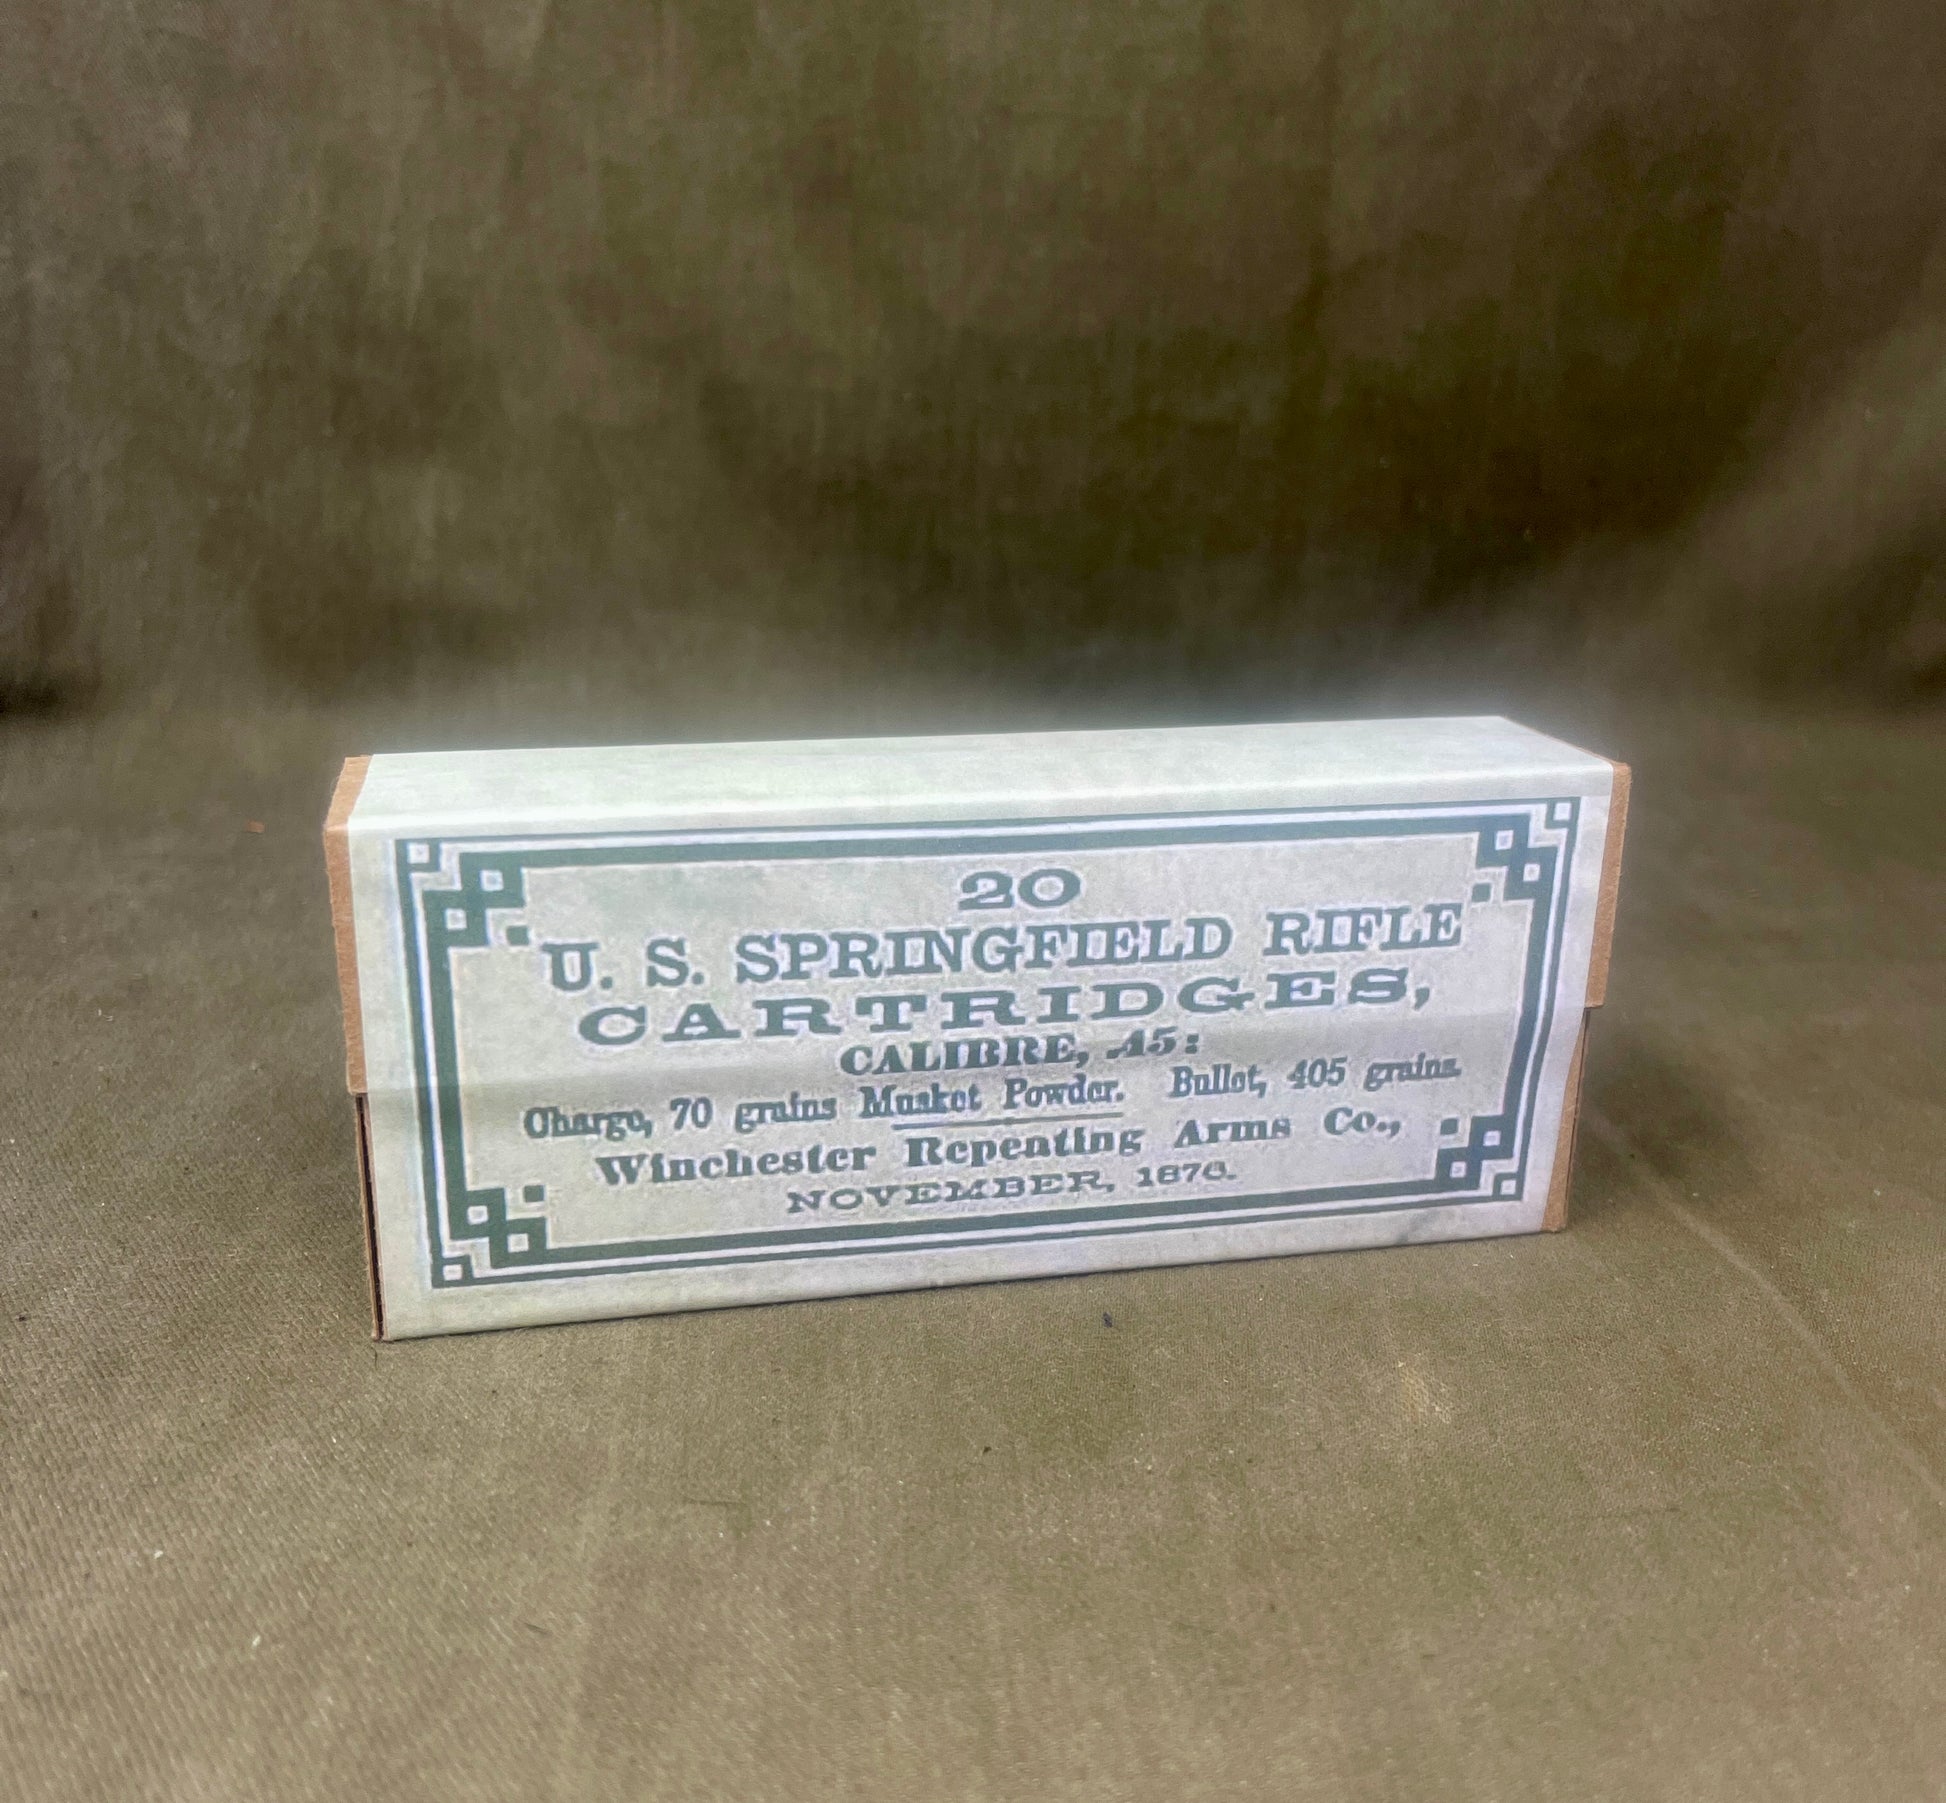 20
U. S. SPRINGFIELD RIFLE
CARTRIDGES,
CALIBRE, .45:
Charge, 70 grains Musket Powder. Bullet, 405 grains.
Winchester Repeating Arms Co.,
NOVEMBER, 1876.